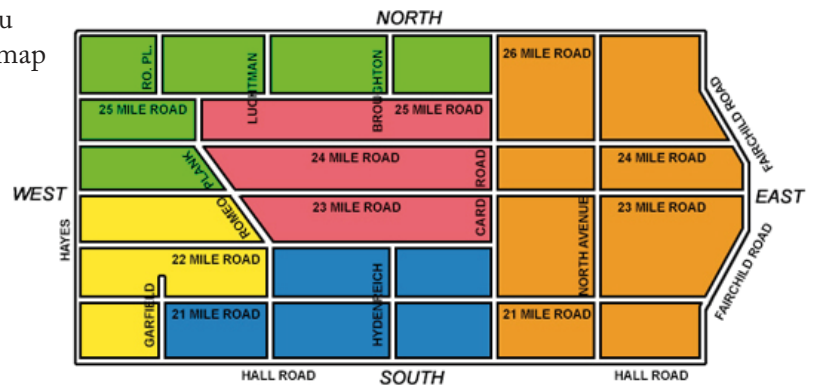 u
map
NORTH
RO. PL.
LUCHTMAN
BROUGHTON
26 MILE ROAD
FAIRCHILD ROAD
25 MILE ROAD
25 MILE ROAD
PLANK
24 MILE ROAD
ROAD
24 MILE ROAD
WEST
EAST
HAYES
ROMEO
23 MILE ROAD
CARD
NORTH AVENUE
23 MILE ROAD
FAIRCHILD ROAD
22 MILE ROAD
GARFIELD
21 MILE ROAD
HYDENREICH
21 MILE ROAD
HALL ROAD
SOUTH
HALL ROAD